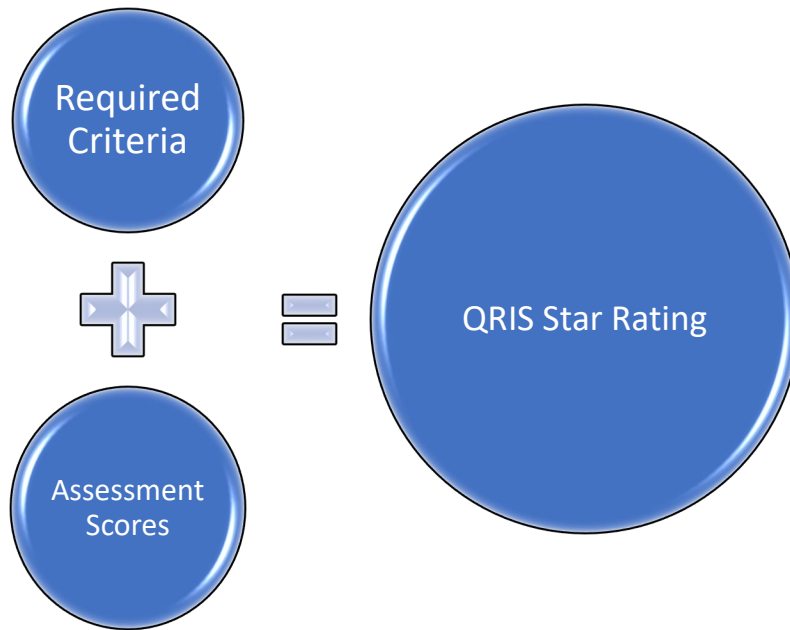 Required
Criteria
Assessment
Scores
QRIS Star Rating